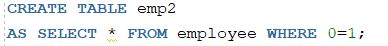 CREATE TABLE emp2
AS SELECT * FROM employee WHERE 0=1;